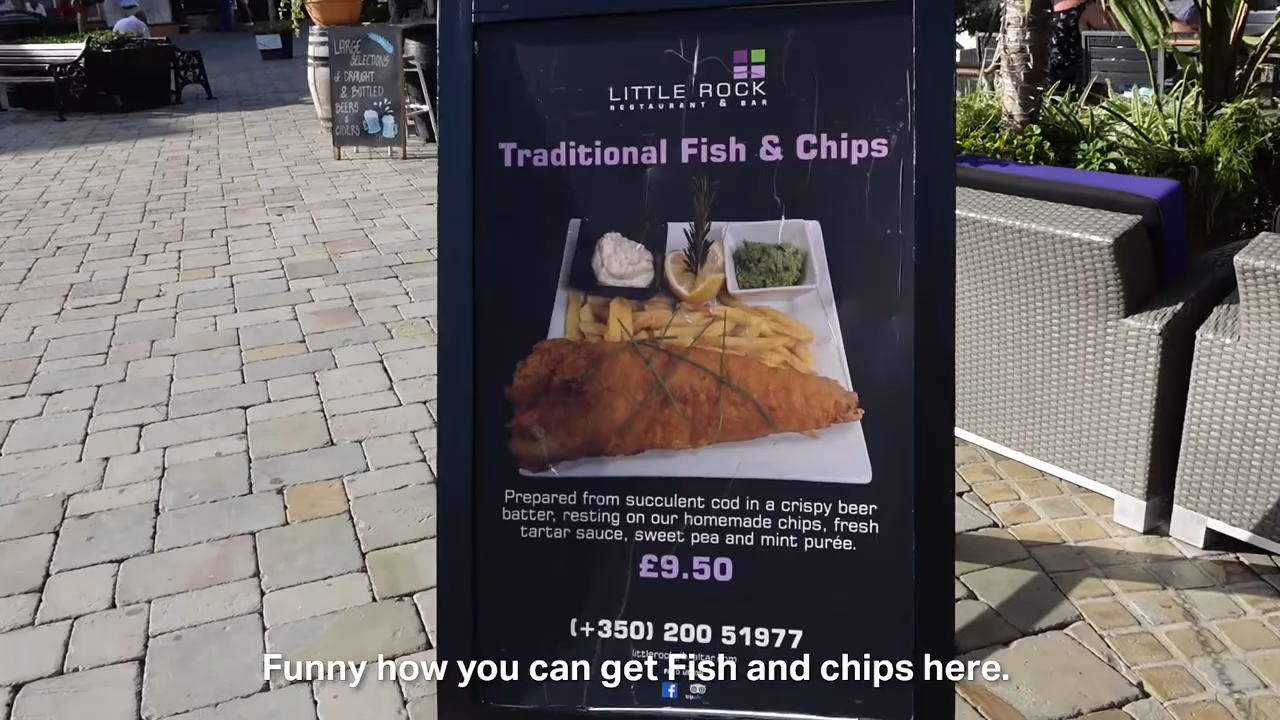 LARGE
SELECTIONS
of DRAUGHT
& BOTTLED
BEERS
&
CIDERS
LITTLE ROCK
RESTAURANT & BAR
Traditional Fish & Chips
Prepared from succulent cod in a crispy beer
batter, resting on our homemade chips, fresh
tartar sauce, sweet pea and mint purée.
£9.50
(+350) 200 51977
Funny how you can get Fish and chips here.